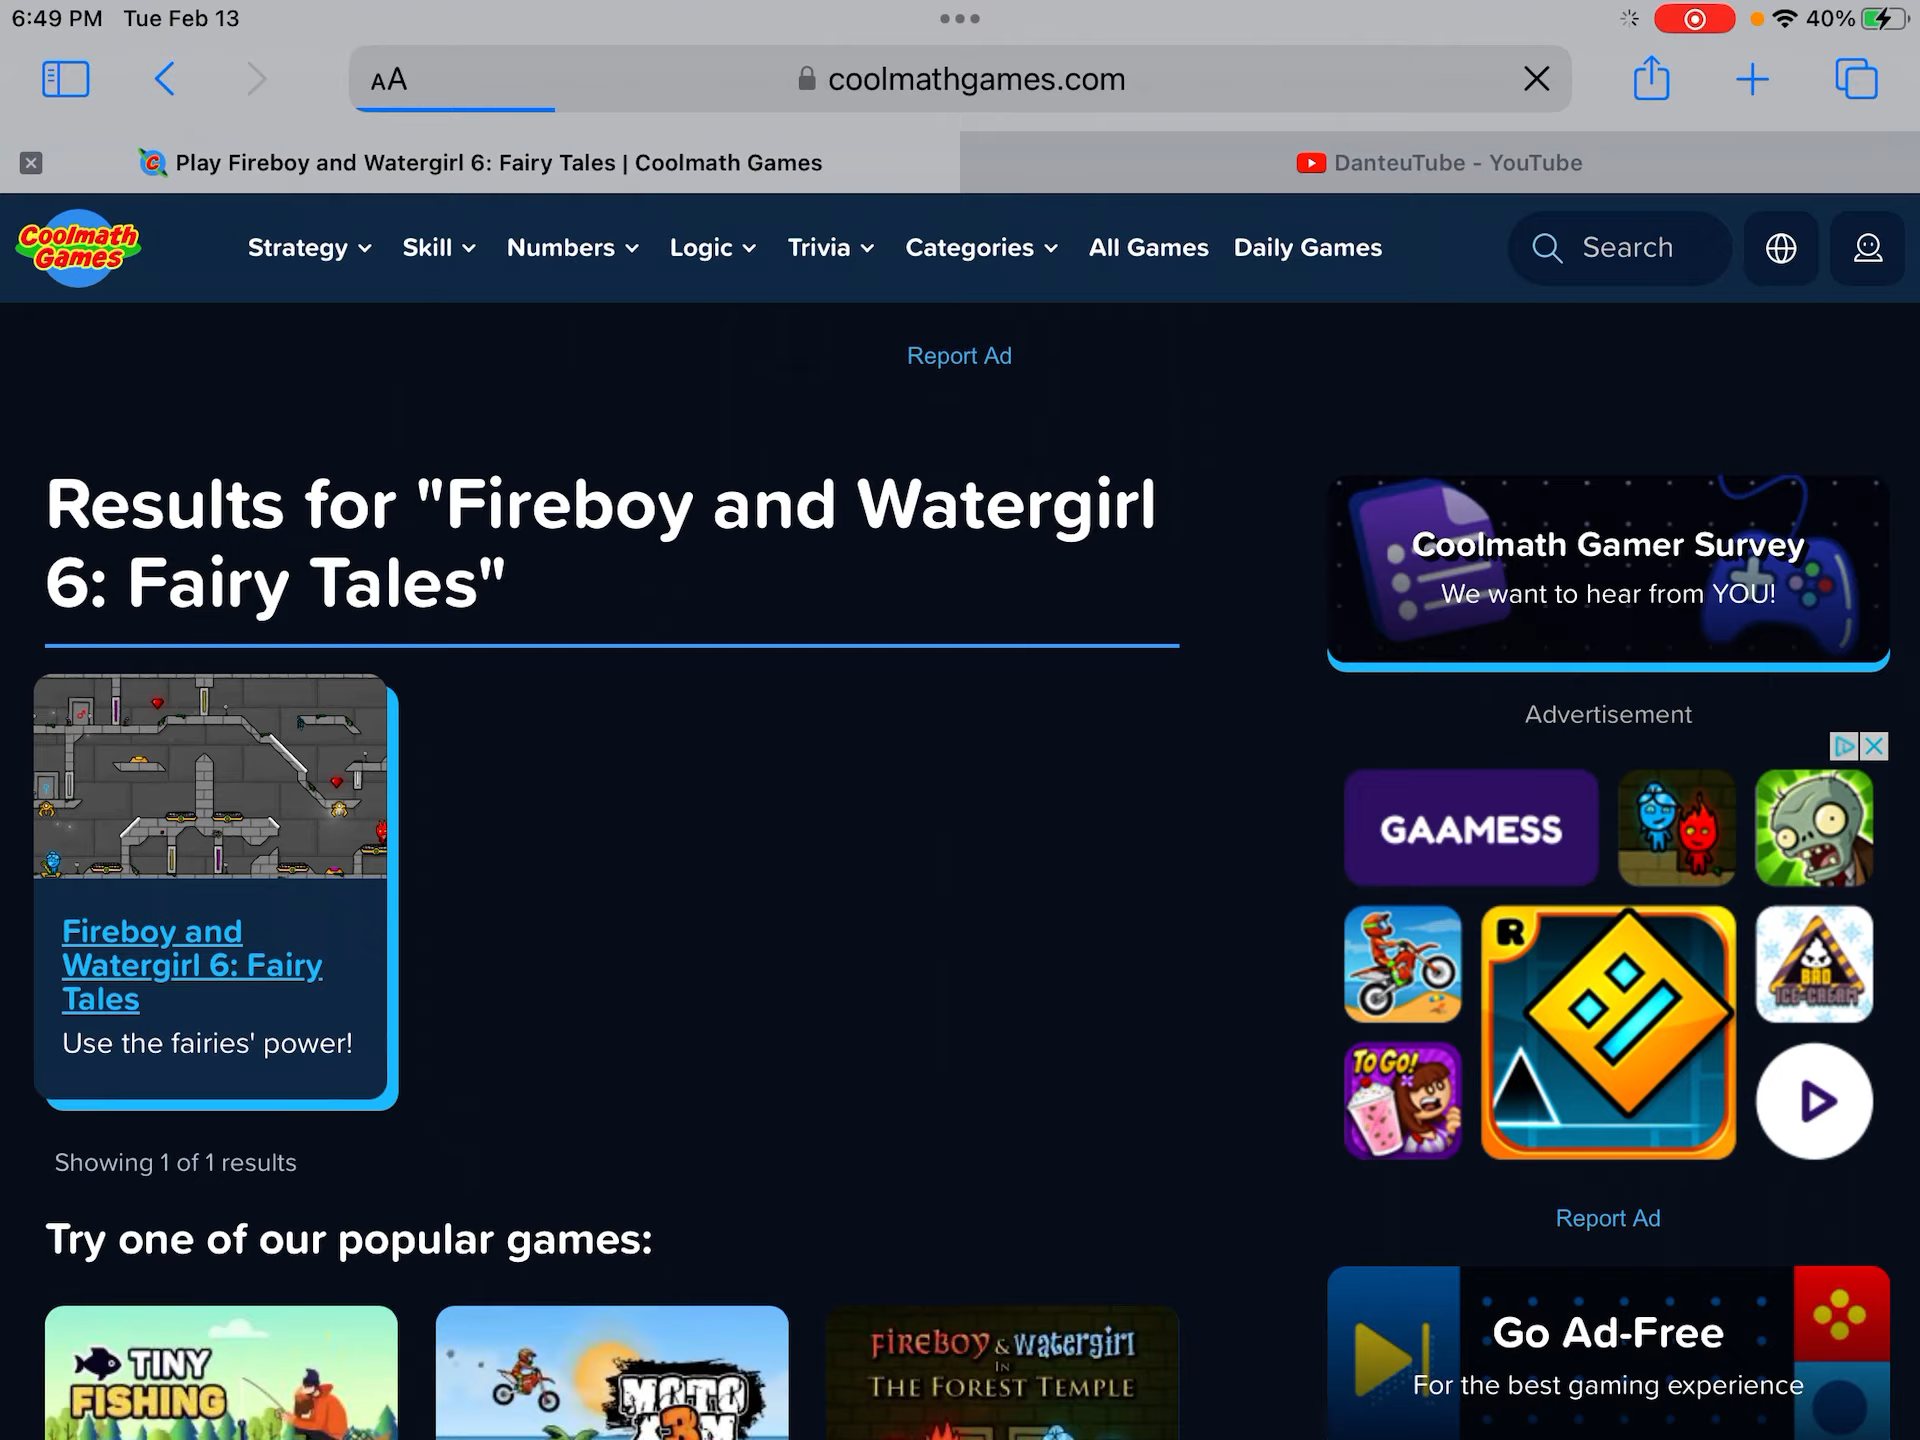 6:49 PM Tue Feb 13
40%
AA
coolmathgames.com
Play Fireboy and Watergirl 6: Fairy Tales | Coolmath Games
DanteuTube - YouTube
Coolmath
Games
Strategy
Skill
Numbers
Logic
Trivia
Categories
All Games
Daily Games
Search
Report Ad
Results for "Fireboy and Watergirl
6: Fairy Tales"
Coolmath Gamer Survey
We want to hear from YOU!
Advertisement
GAAMESS
R
BAD
ICE-CREAM
TO GO!
Fireboy and
Watergirl 6: Fairy
Tales
Use the fairies' power!
Showing 1 of 1 results
Report Ad
Try one of our popular games:
TINY
FISHING
MOTO
X3M
FIREBOY & WATERGIRL
IN
THE FOREST TEMPLE
Go Ad-Free
For the best gaming experience